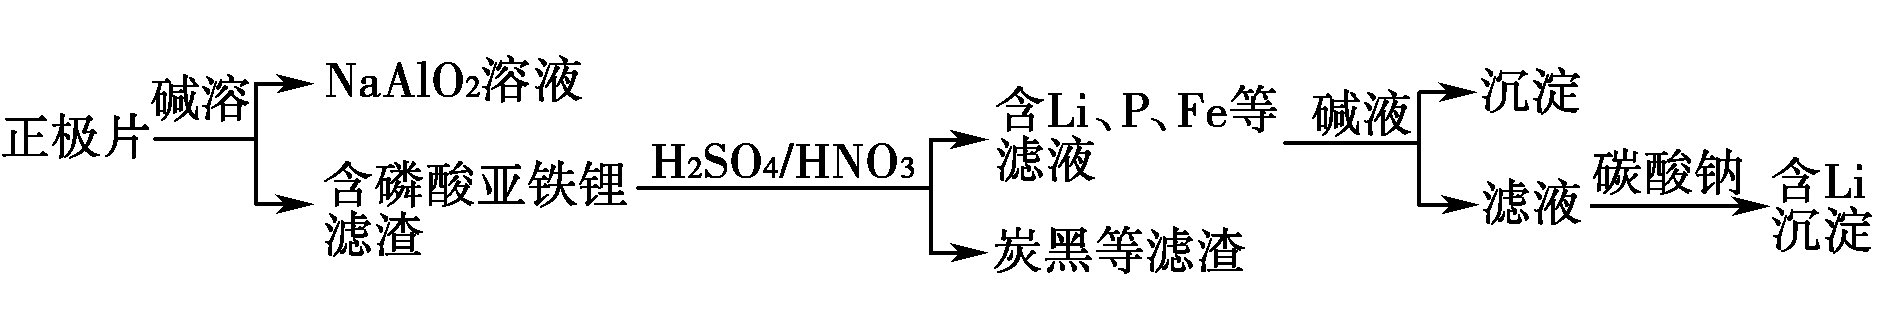 正极片
碱溶
NaAlO₂溶液
含磷酸亚铁锂
滤渣
H₂SO₄/HNO₃
含Li、P、Fe等
滤液
炭黑等滤渣
碱液
沉淀
滤液
碳酸钠
含Li
沉淀